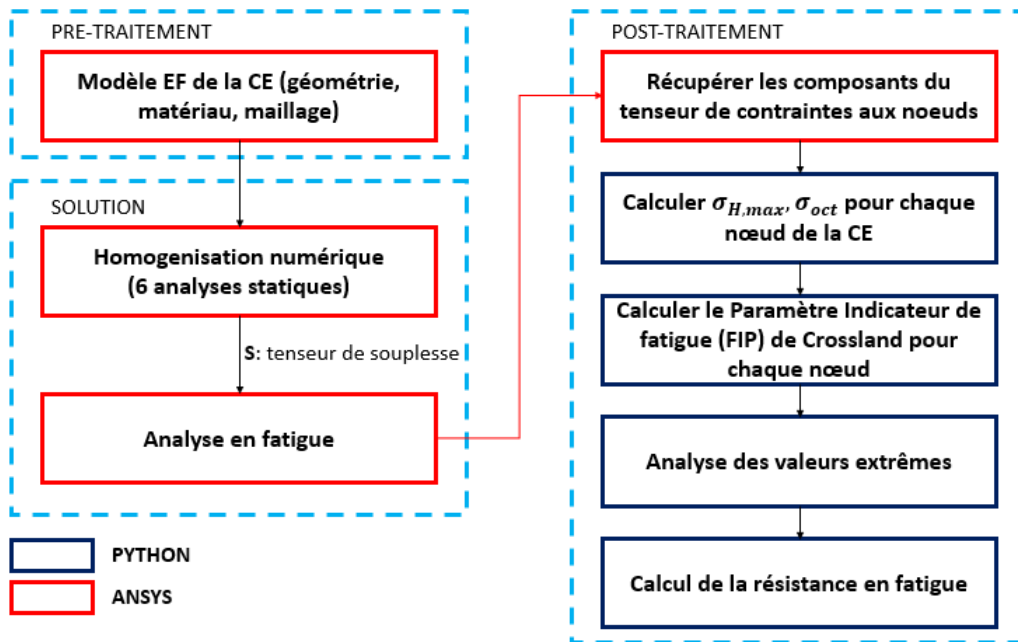 PRE-TRAITEMENT
Modèle EF de la CE (géométrie,
matériau, maillage)
SOLUTION
Homogenisation numérique
(6 analyses statiques)
S: tenseur de souplesse
Analyse en fatigue
PYTHON
ANSYS
POST-TRAITEMENT
Récupérer les composants du
tenseur de contraintes aux noeuds
Calculer σ_{H,max}, σ_{oct} pour chaque
nœud de la CE
Calculer le Paramètre Indicateur de
fatigue (FIP) de Crossland pour
chaque nœud
Analyse des valeurs extrêmes
Calcul de la résistance en fatigue